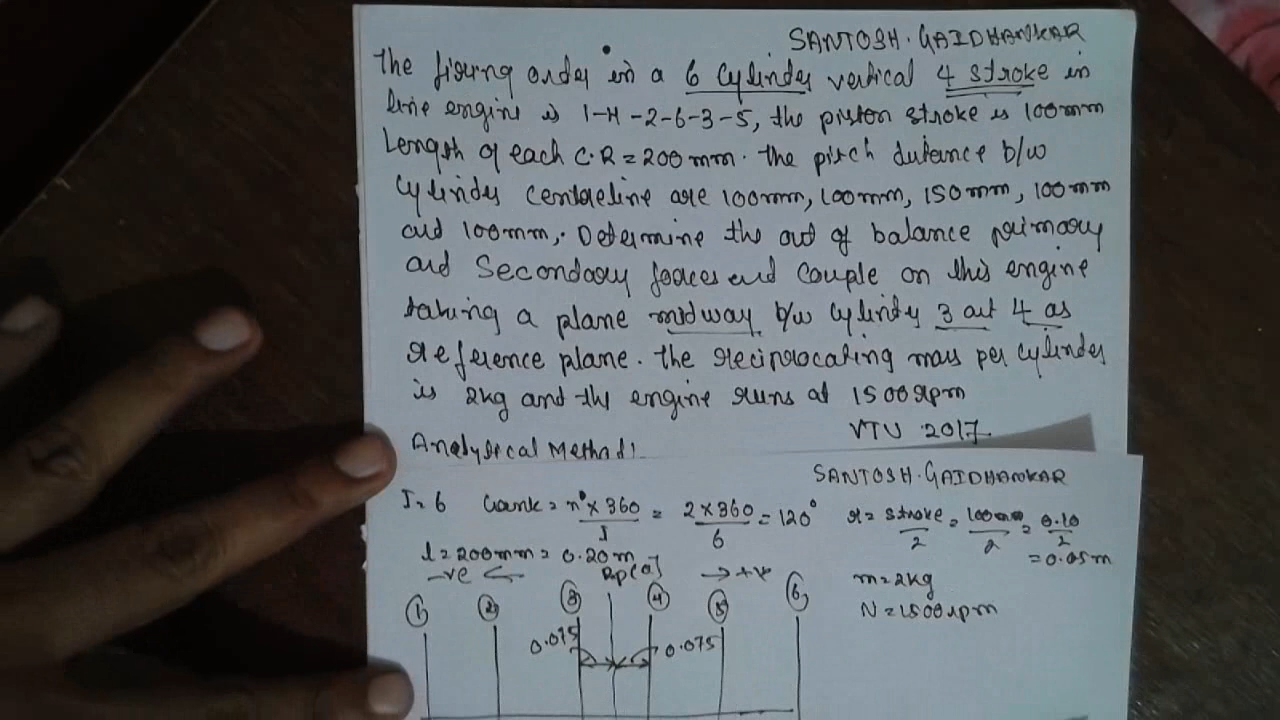 SANTOSH. GAIDHANKAR
The firing order in a 6 cylinder vertical 4 stroke in
line engine is 1-4-2-6-3-5, the piston stroke is 100mm
Length of each C.R = 200 mm. the pitch distance b/w
cylinder centreline are 100mm, 100mm, 150mm, 100mm
and 100mm,. Determine the out of balance primary
and Secondary forces and couple on this engine
taking a plane midway b/w cylindy 3 and 4 as
reference plane. the reciprocating mass per cylinder
is 2kg and the engine runs at 1500rpm
VTU 2017
Analytical Method:
SANTOSH. GAIDHANKAR
I = 6 Crank = n° × 360 / I = 2 × 360 / 6 = 120° r = stroke / 2 = 100mm / 2 = 0.10 / 2
l = 200mm = 0.20m = 0.05m
-ve ← Rp(a) → +ve m = 2kg
1 2 3 4 5 6 N = 1500rpm
0.075 0.075